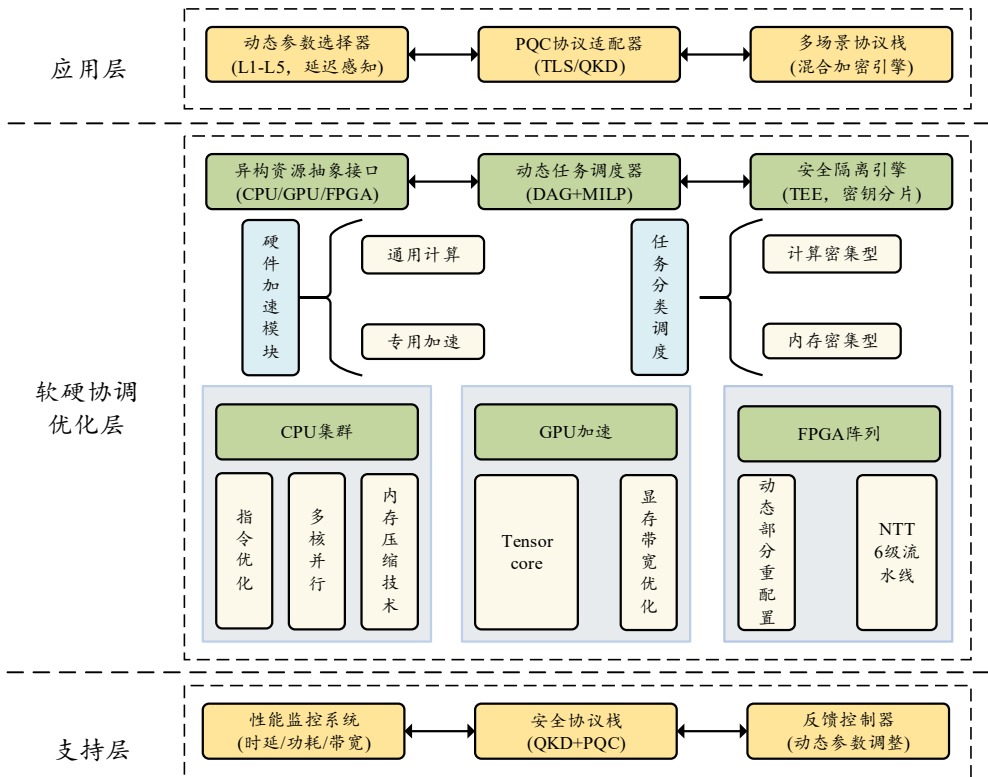 应用层
动态参数选择器
(L1-L5，延迟感知)
PQC协议适配器
(TLS/QKD)
多场景协议栈
(混合加密引擎)
软硬协调
优化层
异构资源抽象接口
(CPU/GPU/FPGA)
动态任务调度器
(DAG+MILP)
安全隔离引擎
(TEE，密钥分片)
硬件加速模块
通用计算
专用加速
任务分类调度
计算密集型
内存密集型
CPU集群
指令优化
多核并行
内存压缩技术
GPU加速
Tensor
core
显存带宽优化
FPGA阵列
动态部分重配置
NTT
6级流
水线
支持层
性能监控系统
(时延/功耗/带宽)
安全协议栈
(QKD+PQC)
反馈控制器
(动态参数调整)